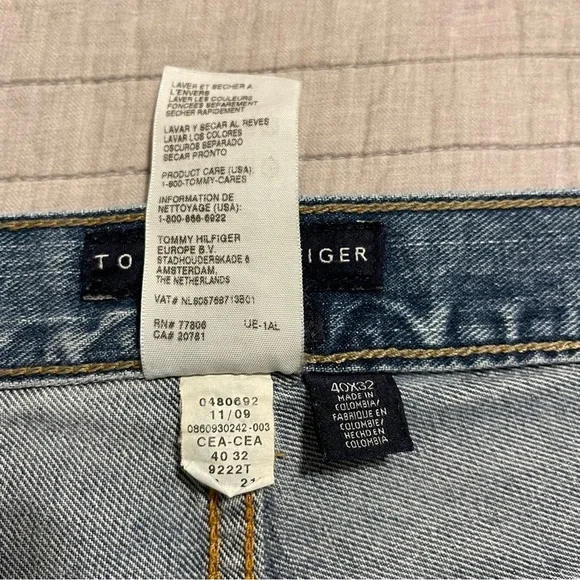 LAVER ET SECHER A
L'ENVERS
LAVER LES COULEURS
FONCEES SEPAREMENT
SECHER RAPIDEMENT
LAVAR Y SECAR AL REVES
LAVAR LOS COLORES
OSCUROS SEPARADO
SECAR PRONTO
PRODUCT CARE (USA):
1-800-TOMMY-CARES
INFORMATION DE
NETTOYAGE (USA):
1-800-866-6922
TOMMY HILFIGER
EUROPE B.V.
STADHOUDERSKADE 6
AMSTERDAM,
THE NETHERLANDS
VAT# NL605768713B01
RN# 77806 UE-1AL
CA# 20781
TO IGER
0480692
11/09
0860930242-003
CEA-CEA
40 32
9222T
21
40X32
MADE IN
COLOMBIA/
FABRIQUE EN
COLOMBIE/
HECHO EN
COLOMBIA